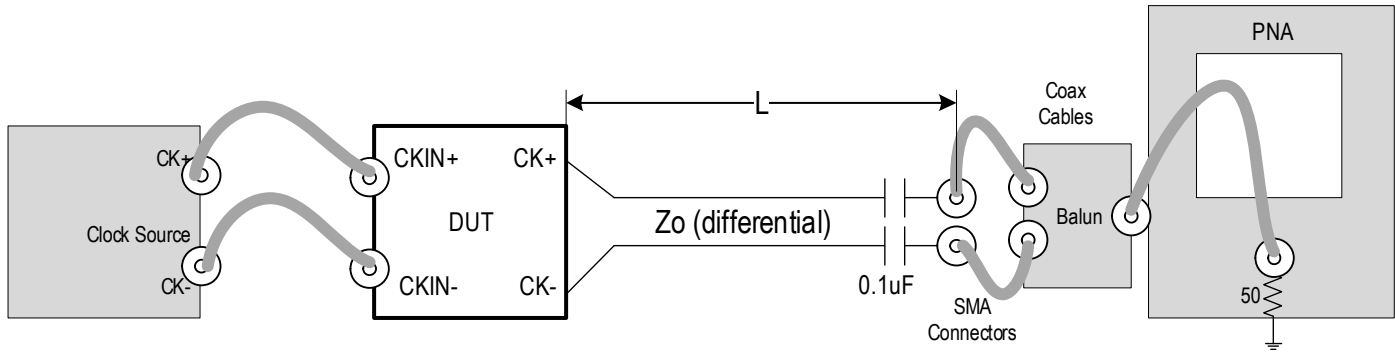 PNA
L
Coax
Cables
CK+
CKIN+
CK+
Clock Source
DUT
Zo (differential)
Balun
CK-
CKIN-
CK-
0.1uF
50
SMA
Connectors